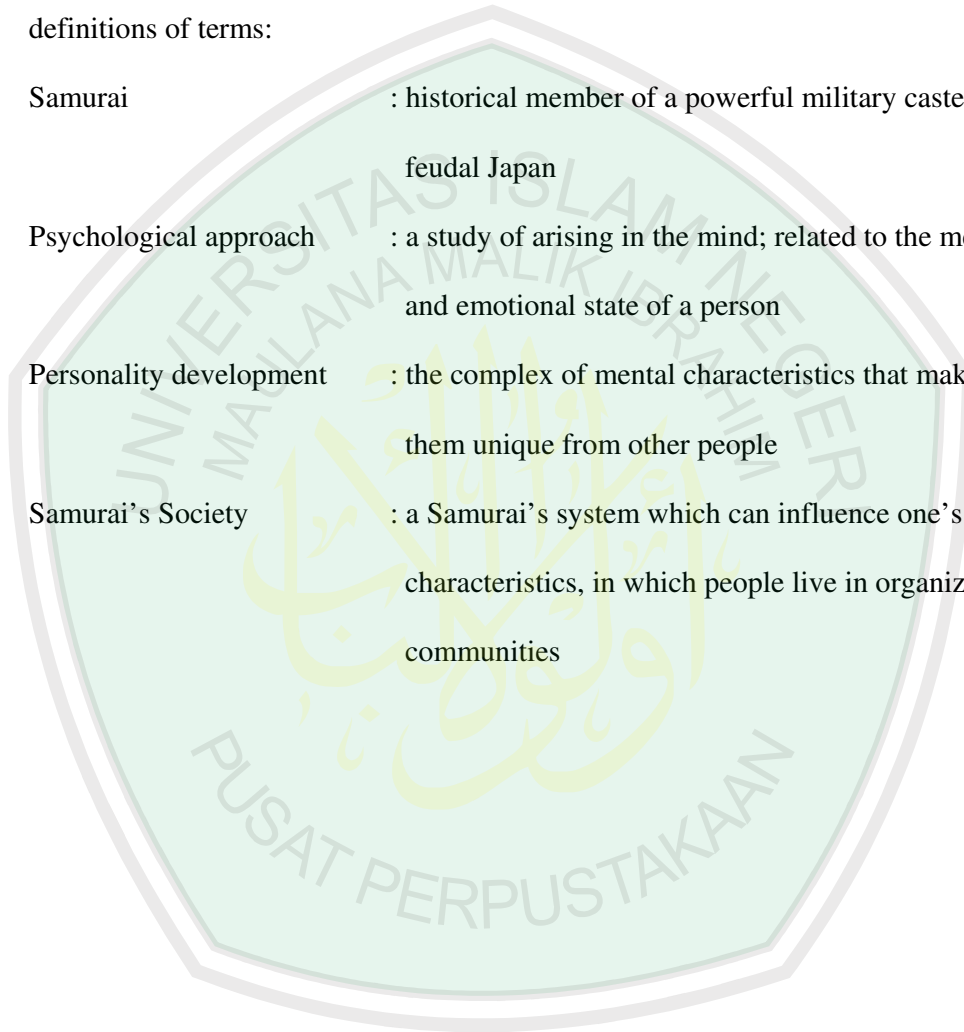 definitions of terms:
Samurai : historical member of a powerful military caste
feudal Japan
Psychological approach : a study of arising in the mind; related to the me
and emotional state of a person
Personality development : the complex of mental characteristics that mak
them unique from other people
Samurai’s Society : a Samurai’s system which can influence one’s
characteristics, in which people live in organiz
communities
UNIVERSITAS ISLAM NEGER
MAULANA MALIK IBRAHIM
PUSAT PERPUSTAKAAN